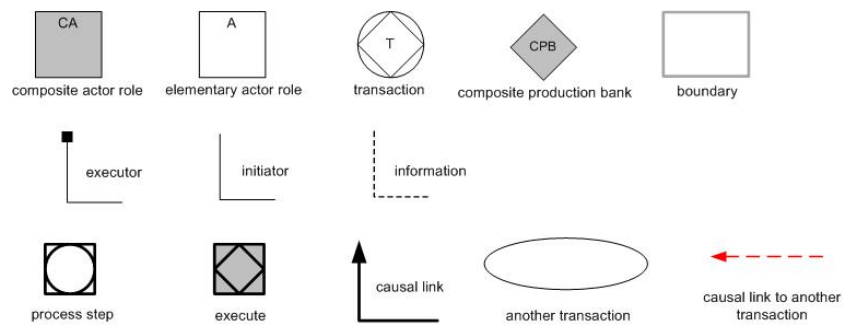 CA
A
T
CPB
composite actor role
elementary actor role
transaction
composite production bank
boundary
executor
initiator
information
process step
execute
causal link
another transaction
causal link to another
transaction